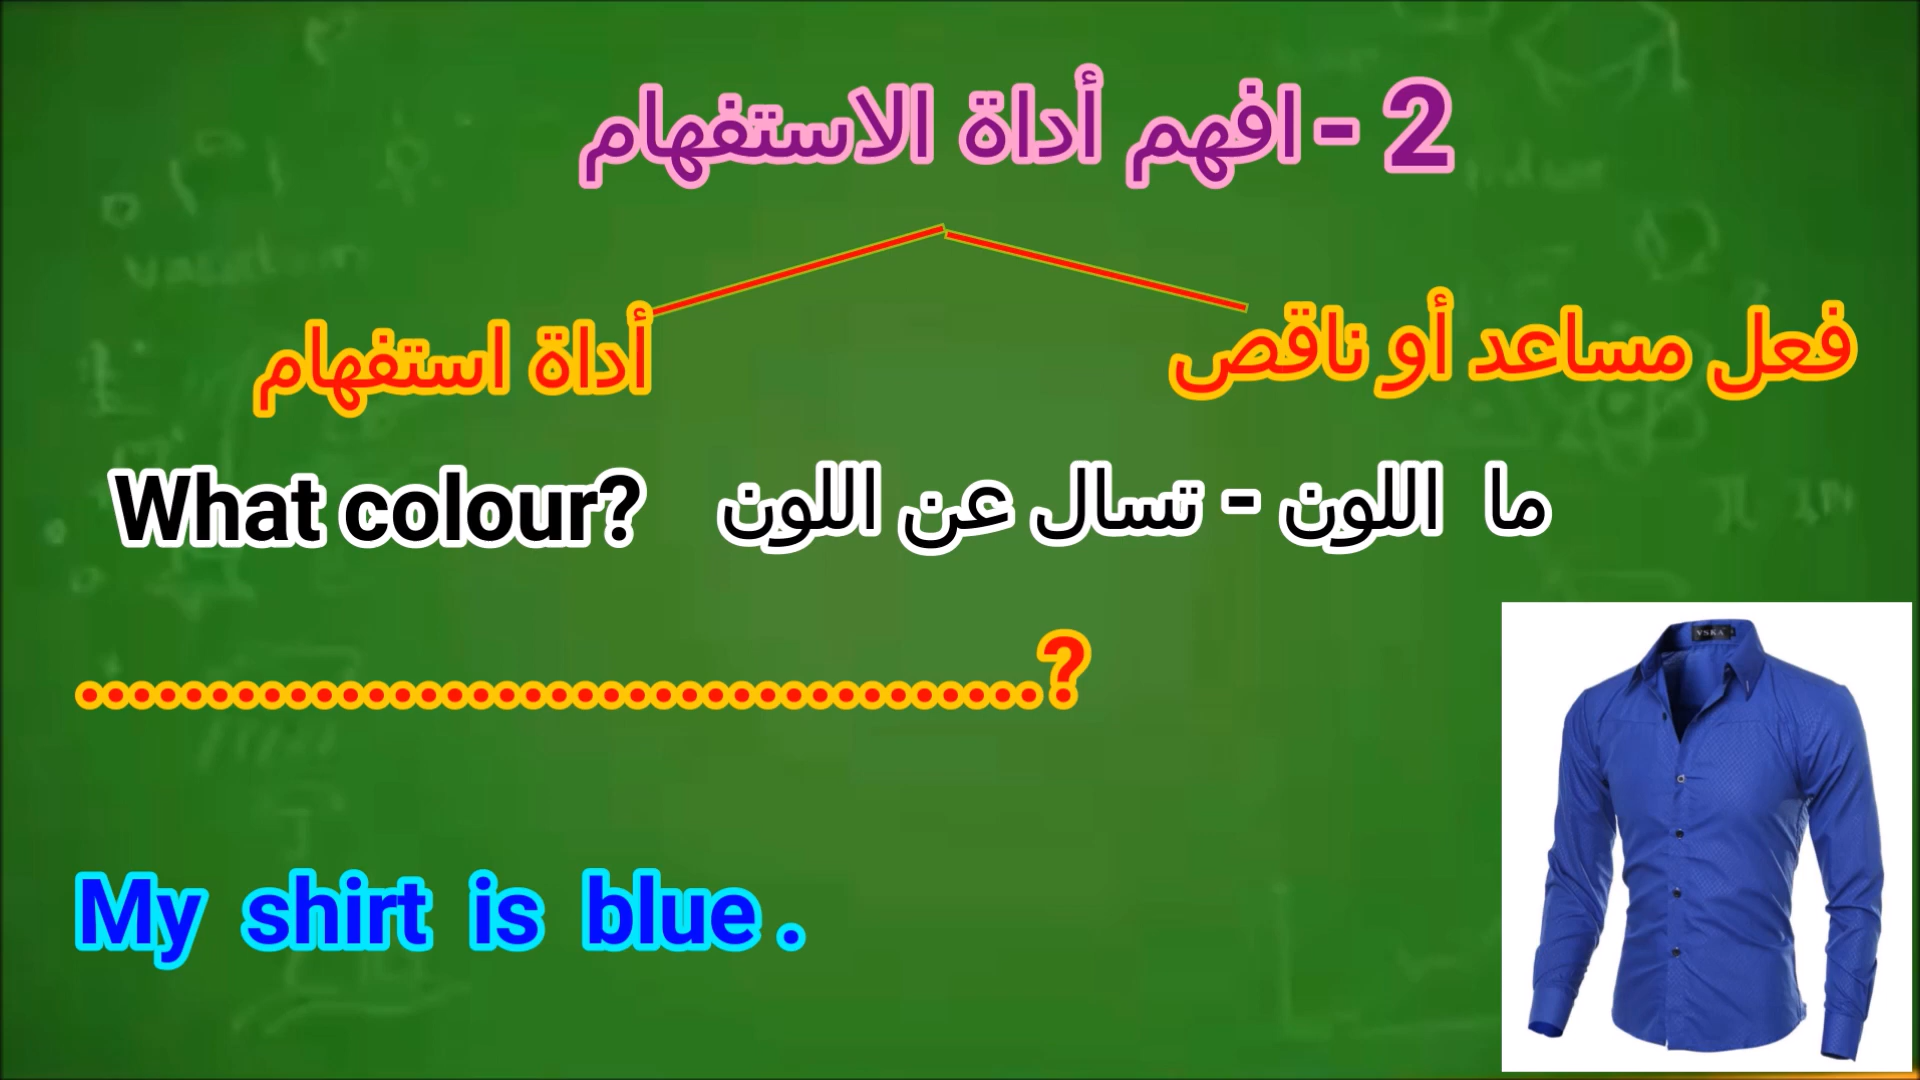 2 - افهم أداة الاستفهام
فعل مساعد أو ناقص
أداة استفهام
What colour? ما اللون - تسال عن اللون
.....................................?
My shirt is blue .
VSKA